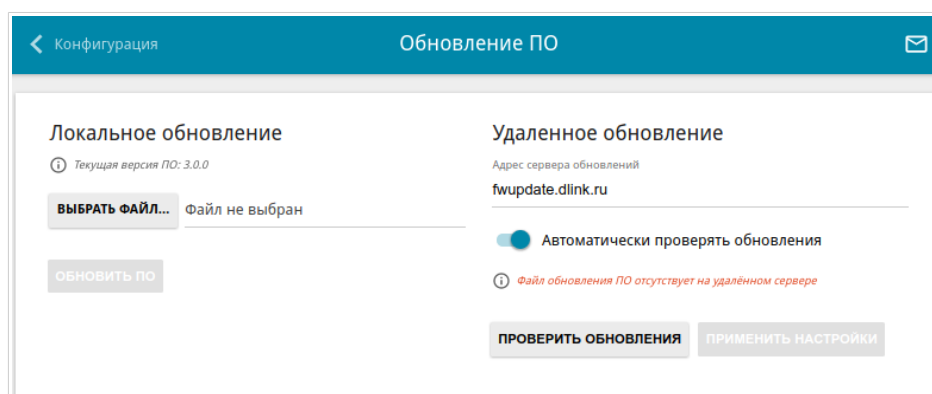 Конфигурация
Обновление ПО
Локальное обновление
Текущая версия ПО: 3.0.0
ВЫБРАТЬ ФАЙЛ... Файл не выбран
ОБНОВИТЬ ПО
Удаленное обновление
Адрес сервера обновлений
fwupdate.dlink.ru
Автоматически проверять обновления
Файл обновления ПО отсутствует на удалённом сервере
ПРОВЕРИТЬ ОБНОВЛЕНИЯ ПРИМЕНИТЬ НАСТРОЙКИ